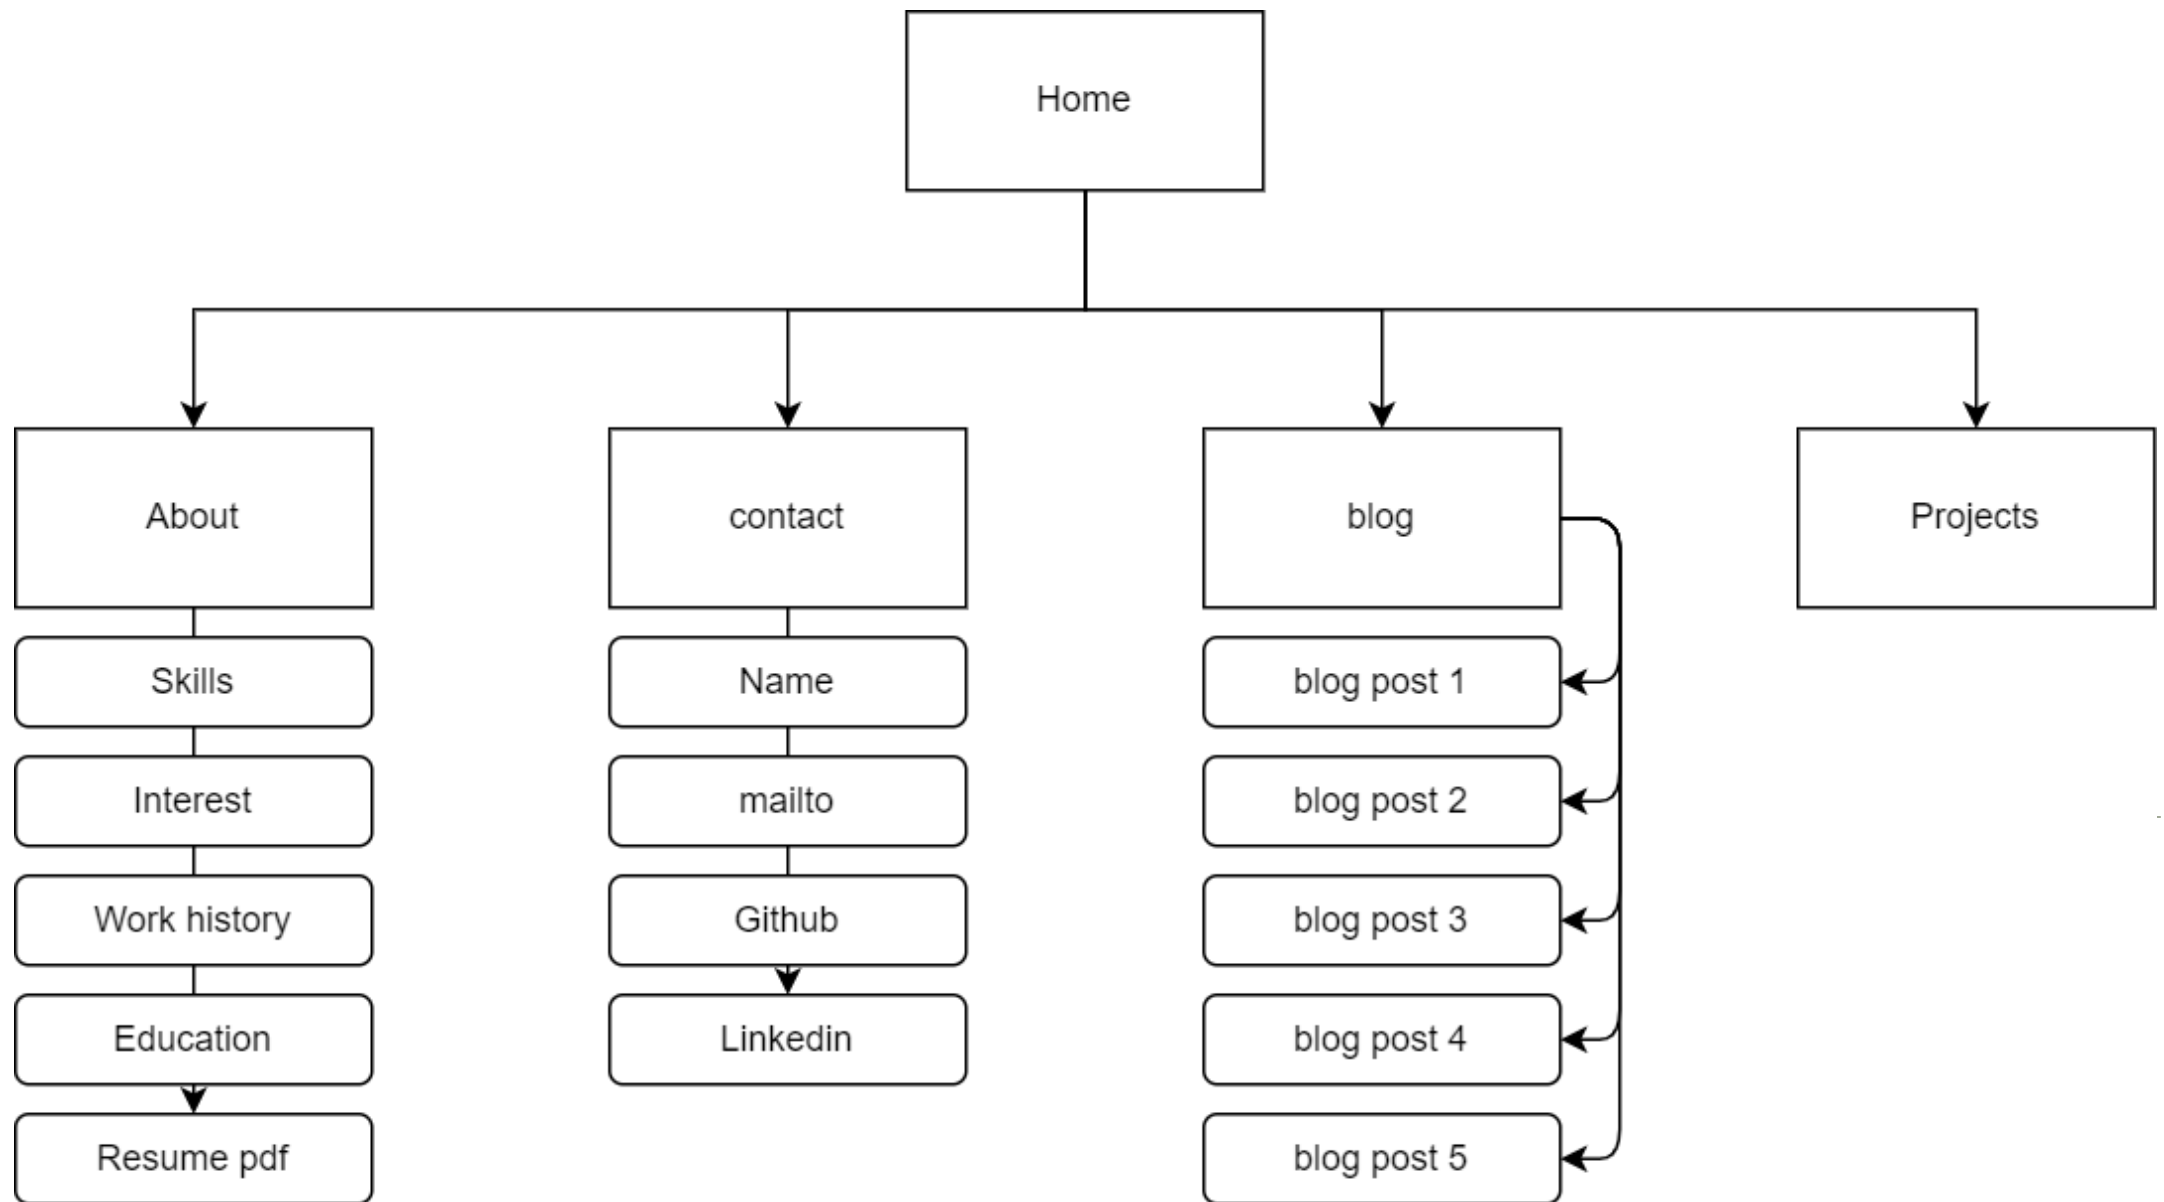 Home
About
contact
blog
Projects
Skills
Name
blog post 1
Interest
mailto
blog post 2
Work history
Github
blog post 3
Education
Linkedin
blog post 4
Resume pdf
blog post 5